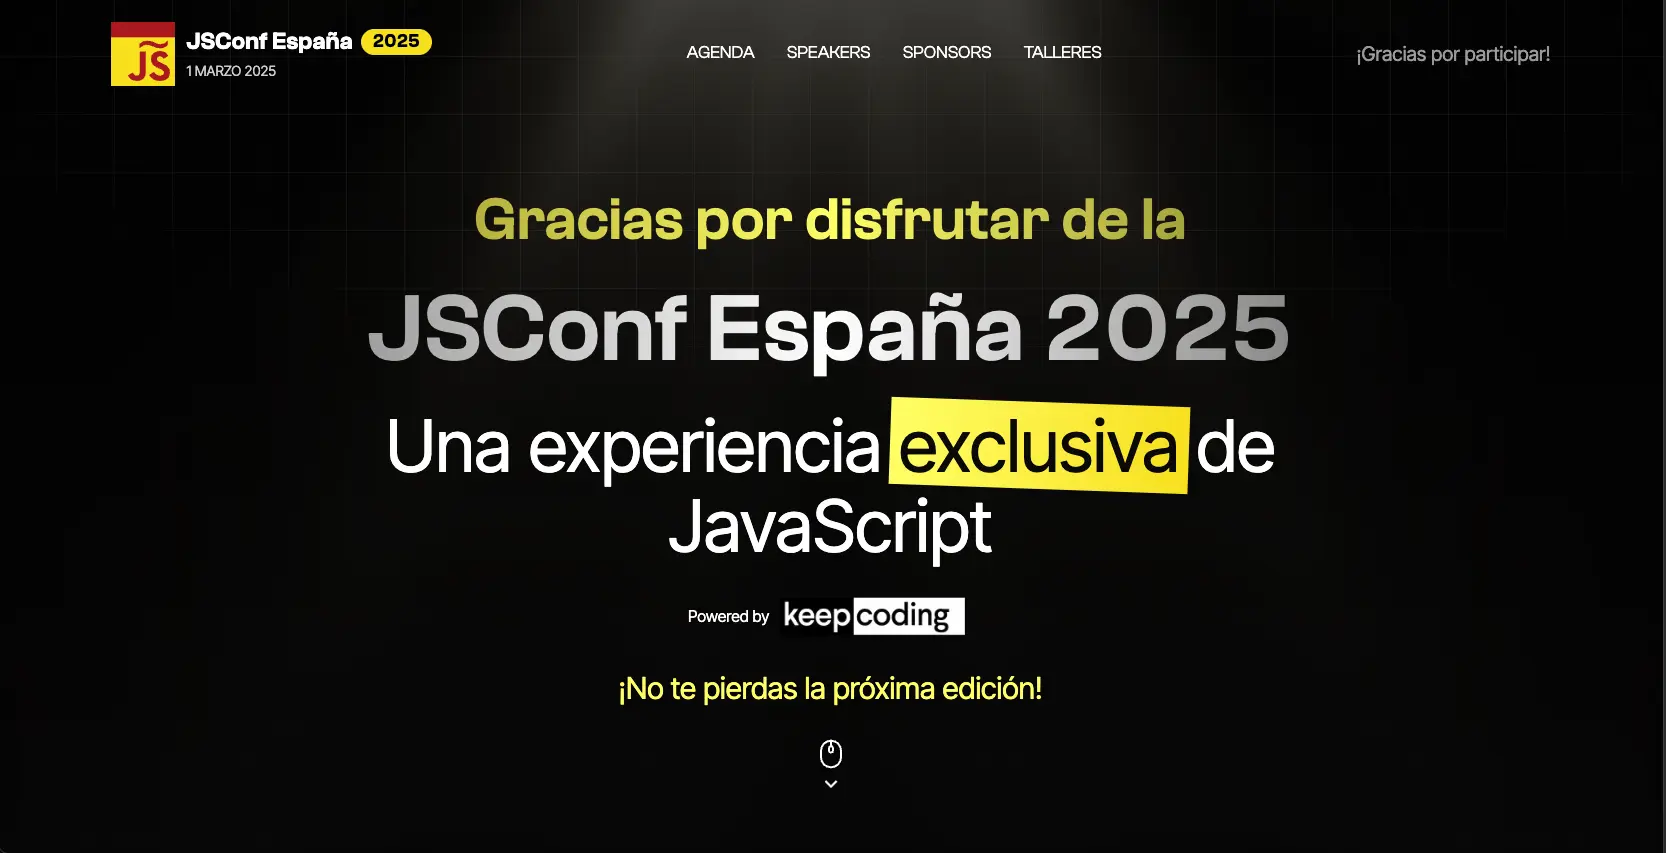 JS
JSConf España 2025
1 MARZO 2025
AGENDA SPEAKERS SPONSORS TALLERES
¡Gracias por participar!
Gracias por disfrutar de la
JSConf España 2025
Una experiencia exclusiva de
JavaScript
Powered by keepcoding
¡No te pierdas la próxima edición!